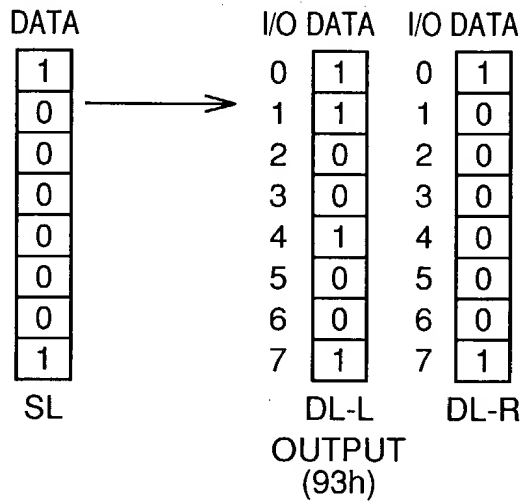 DATA I/O DATA I/O DATA
1 0 1 0 1
0 1 1 1 0
0 2 0 2 0
0 3 0 3 0
0 4 1 4 0
0 5 0 5 0
0 6 0 6 0
1 7 1 7 1
SL DL-L DL-R
OUTPUT
(93h)